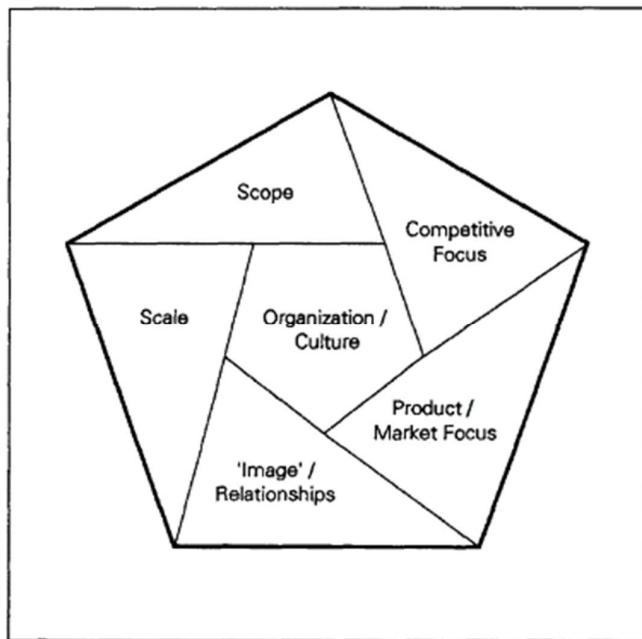 Scope
Competitive
Focus
Scale
Organization /
Culture
Product /
Market Focus
'Image' /
Relationships